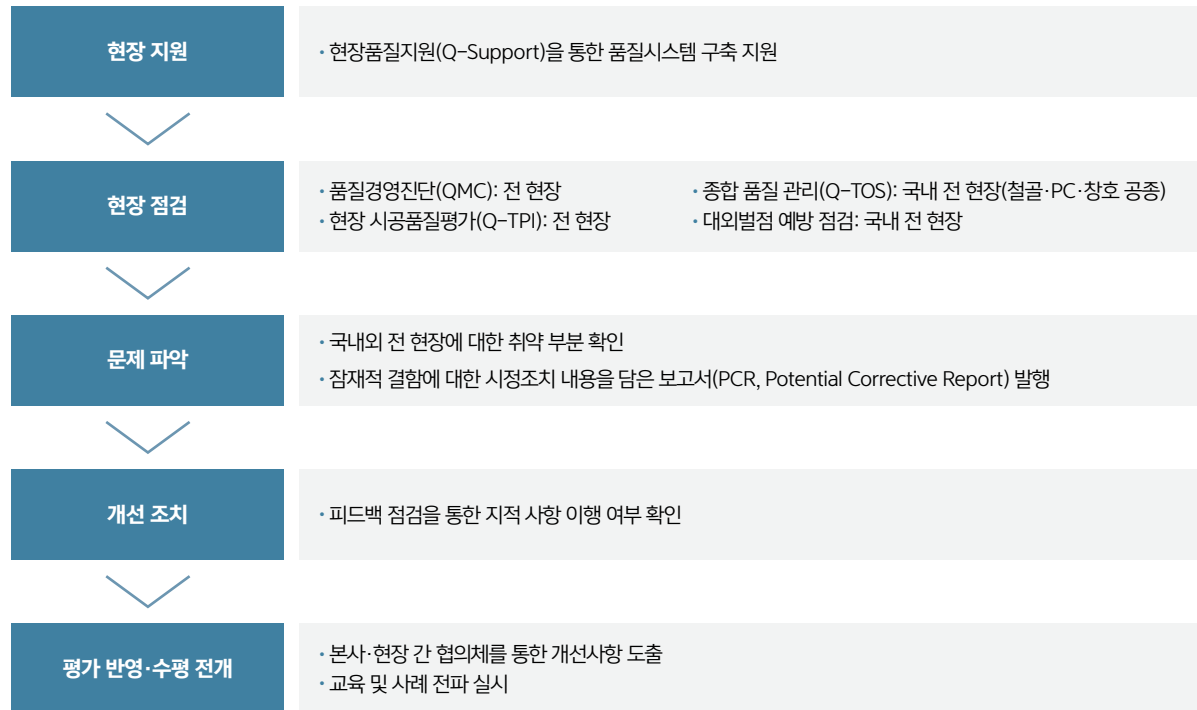 현장 지원
· 현장품질지원(Q-Support)을 통한 품질시스템 구축 지원
현장 점검
· 품질경영진단(QMC): 전 현장
· 현장 시공품질평가(Q-TPI): 전 현장
· 종합 품질 관리(Q-TOS): 국내 전 현장(철골·PC·창호 공종)
· 대외벌점 예방 점검: 국내 전 현장
문제 파악
· 국내외 전 현장에 대한 취약 부분 확인
· 잠재적 결함에 대한 시정조치 내용을 담은 보고서(PCR, Potential Corrective Report) 발행
개선 조치
· 피드백 점검을 통한 지적 사항 이행 여부 확인
평가 반영·수평 전개
· 본사·현장 간 협의체를 통한 개선사항 도출
· 교육 및 사례 전파 실시